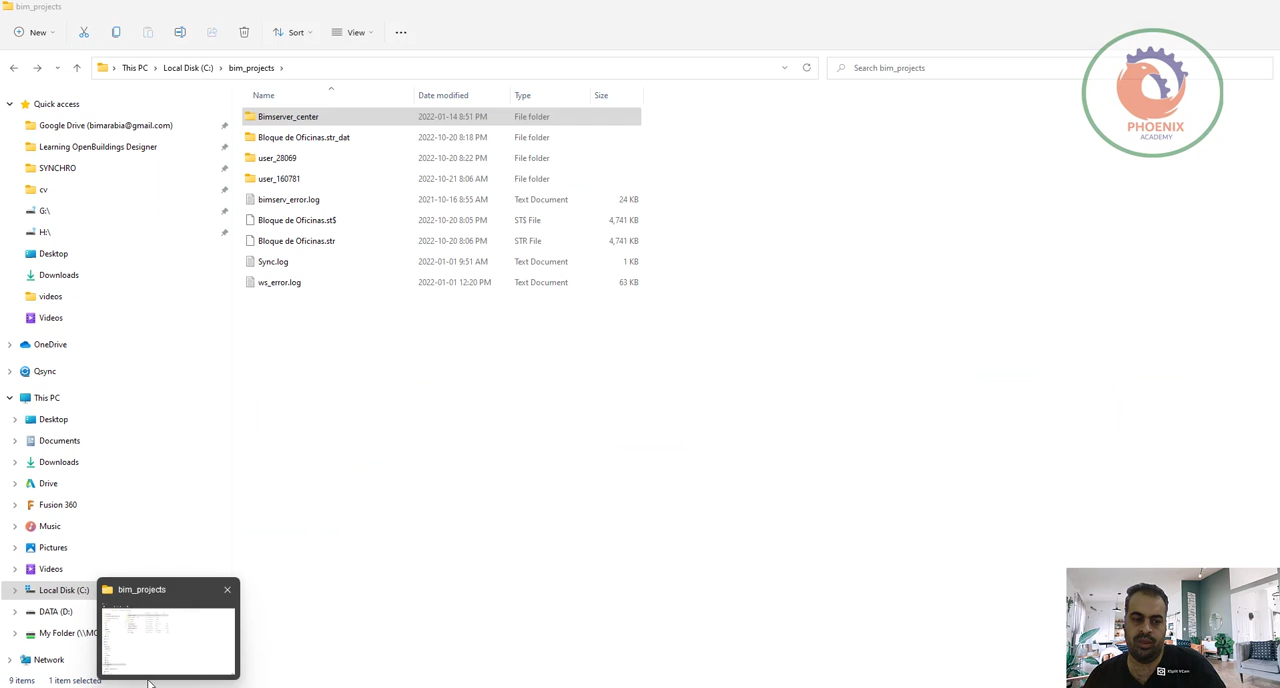 bim_projects
New
Sort
View
This PC > Local Disk (C:) > bim_projects >
Search bim_projects
PHOENIX
ACADEMY
Name Date modified Type Size
Bimserver_center 2022-01-14 8:51 PM File folder
Bloque de Oficinas.str_dat 2022-10-20 8:18 PM File folder
user_28069 2022-10-20 8:22 PM File folder
user_160781 2022-10-21 8:06 AM File folder
bimserv_error.log 2021-10-16 8:55 AM Text Document 24 KB
Bloque de Oficinas.st$ 2022-10-20 8:05 PM ST$ File 4,741 KB
Bloque de Oficinas.str 2022-10-20 8:06 PM STR File 4,741 KB
Sync.log 2022-01-01 9:51 AM Text Document 1 KB
ws_error.log 2022-01-01 12:20 PM Text Document 63 KB
Quick access
Google Drive (bimarabia@gmail.com)
Learning OpenBuildings Designer
SYNCHRO
cv
G:\
H:\
Desktop
Downloads
videos
Videos
OneDrive
Qsync
This PC
Desktop
Documents
Downloads
Drive
Fusion 360
Music
Pictures
Videos
Local Disk (C:)
DATA (D:)
My Folder (\\MC
Network
bim_projects
9 items 1 item selected
XSplit VCam